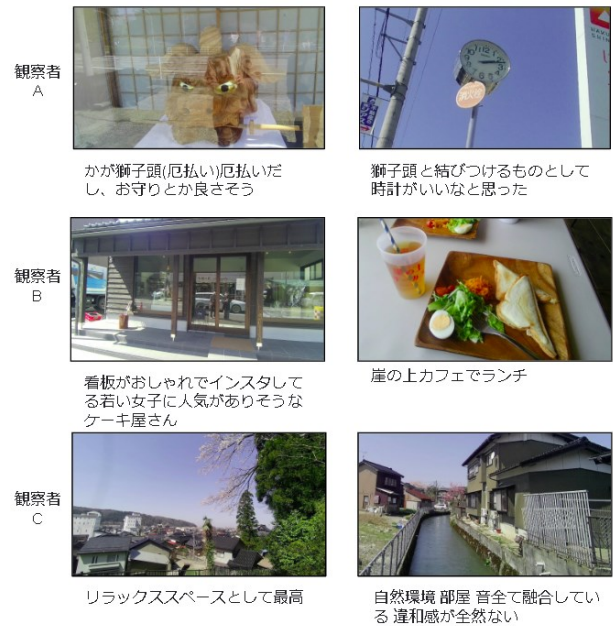 観察者
A
かが獅子頭(厄払い)厄払いだ
し、お守りとか良さそう
獅子頭と結びつけるものとして
時計がいいなと思った
観察者
B
看板がおしゃれでインスタして
る若い女子に人気がありそうな
ケーキ屋さん
崖の上カフェでランチ
観察者
C
リラックススペースとして最高
自然環境 部屋 音全て融合してい
る 違和感が全然ない